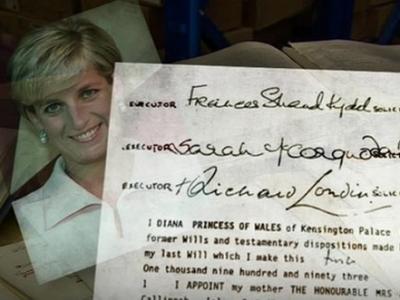 EXECUTOR Frances Shand Kydd
EXECUTOR Sarah McCorquodale
EXECUTOR + Richard London
I DIANA PRINCESS OF WALES of Kensington Palace
former Wills and testamentary dispositions made
my last Will which I make this
One thousand nine hundred and ninety three
1 I APPOINT my mother THE HONOURABLE MRS